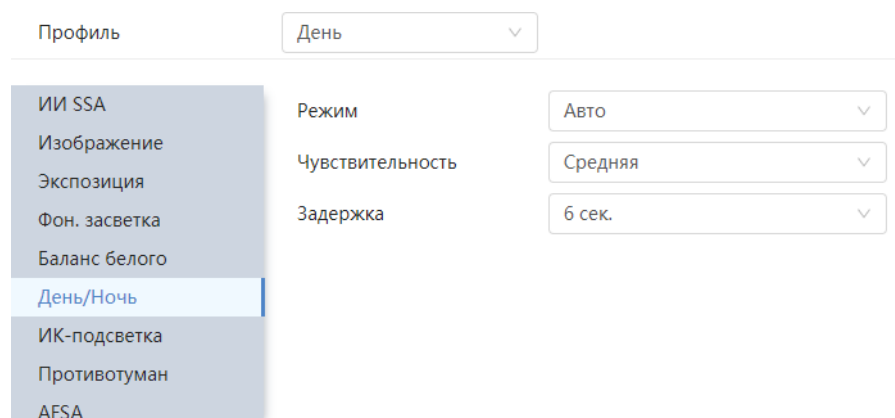 Профиль
День
ИИ SSA
Изображение
Экспозиция
Фон. засветка
Баланс белого
День/Ночь
ИК-подсветка
Противотуман
AFSA
Режим
Авто
Чувствительность
Средняя
Задержка
6 сек.